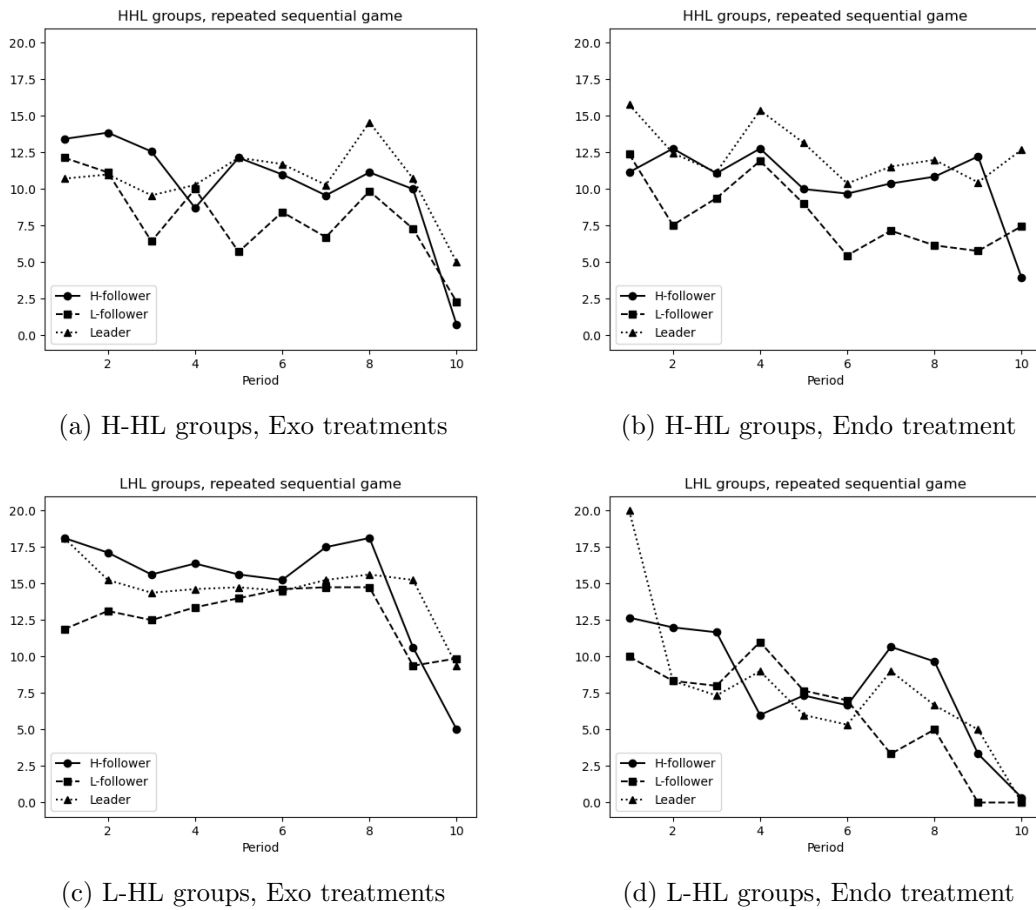 HHL groups, repeated sequential game
20.0
17.5
15.0
12.5
10.0
7.5
5.0
2.5
0.0
H-follower
L-follower
Leader
2 4 6 8 10
Period
(a) H-HL groups, Exo treatments
HHL groups, repeated sequential game
20.0
17.5
15.0
12.5
10.0
7.5
5.0
2.5
0.0
H-follower
L-follower
Leader
2 4 6 8 10
Period
(b) H-HL groups, Endo treatment
LHL groups, repeated sequential game
20.0
17.5
15.0
12.5
10.0
7.5
5.0
2.5
0.0
H-follower
L-follower
Leader
2 4 6 8 10
Period
(c) L-HL groups, Exo treatments
LHL groups, repeated sequential game
20.0
17.5
15.0
12.5
10.0
7.5
5.0
2.5
0.0
H-follower
L-follower
Leader
2 4 6 8 10
Period
(d) L-HL groups, Endo treatment